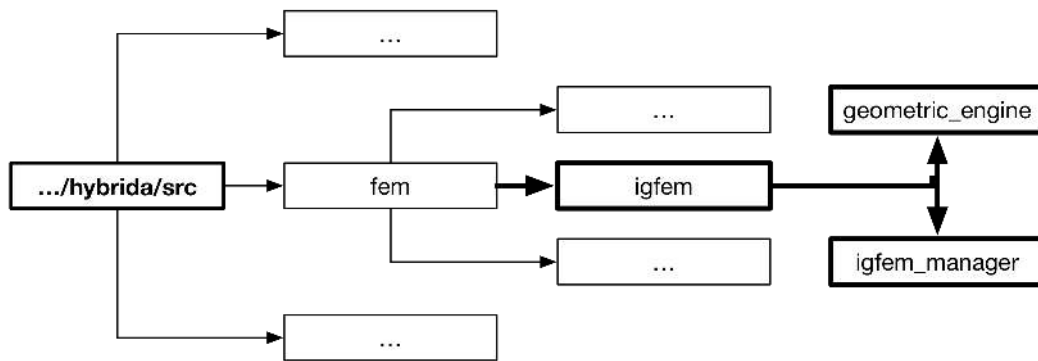 ...
...
geometric_engine
.../hybrida/src
fem
igfem
...
igfem_manager
...